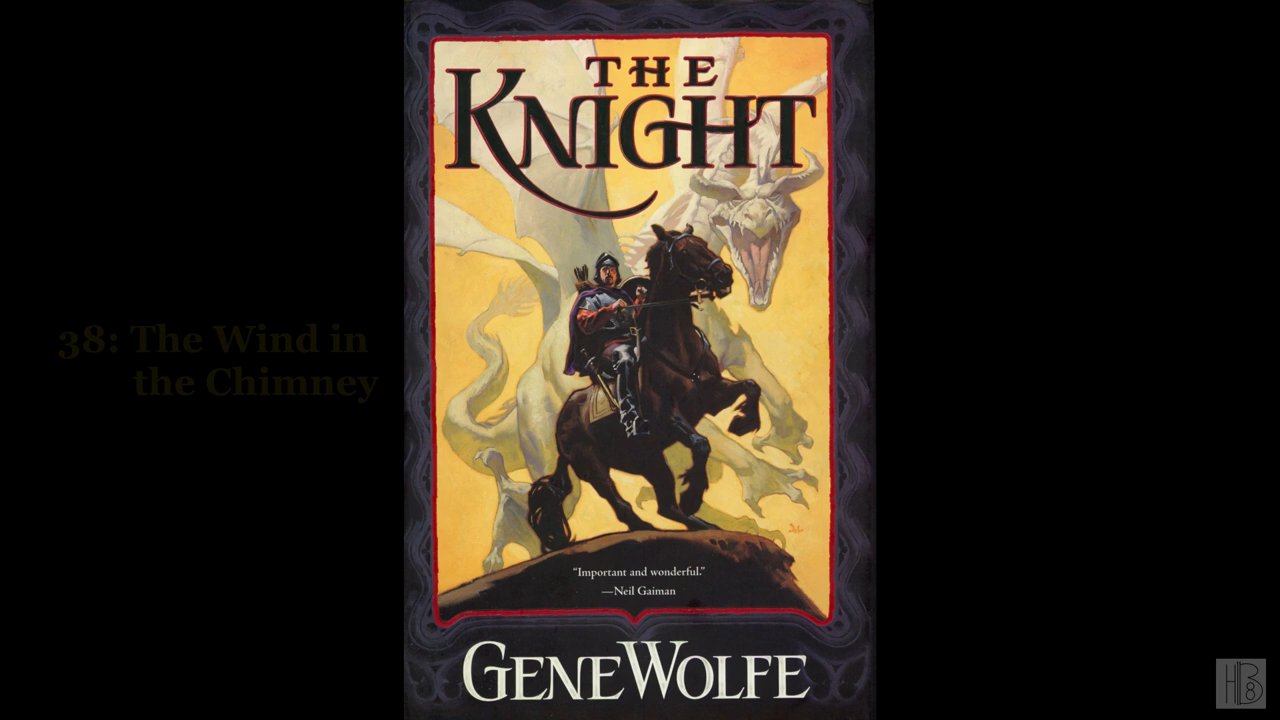 38: The Wind in
the Chimney
THE
KNIGHT
“Important and wonderful.”
—Neil Gaiman
GENE WOLFE